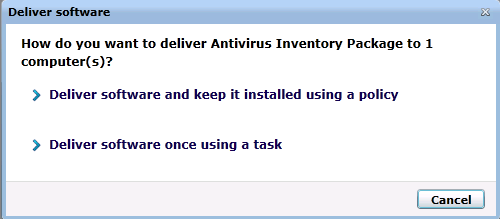 Deliver software
How do you want to deliver Antivirus Inventory Package to 1
computer(s)?
Deliver software and keep it installed using a policy
Deliver software once using a task
Cancel